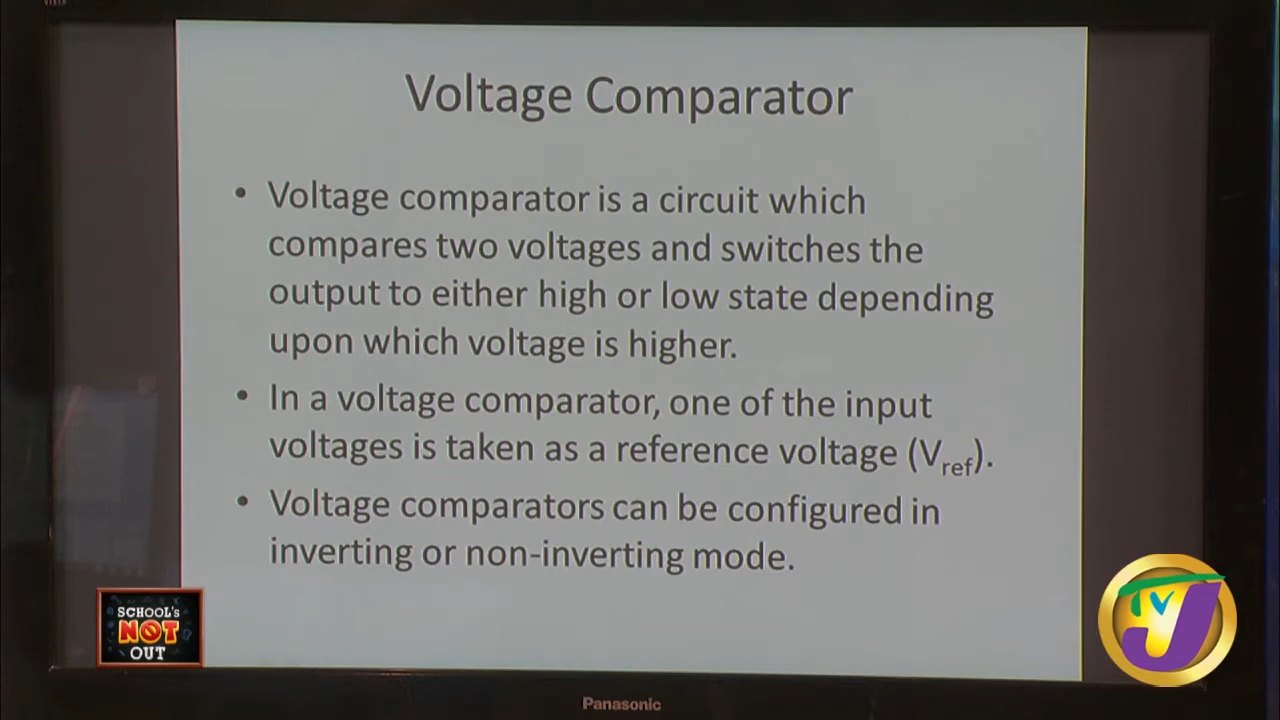 Voltage Comparator
• Voltage comparator is a circuit which
compares two voltages and switches the
output to either high or low state depending
upon which voltage is higher.
• In a voltage comparator, one of the input
voltages is taken as a reference voltage (Vref).
• Voltage comparators can be configured in
inverting or non-inverting mode.
SCHOOL'S
NOT
OUT
TVJ
Panasonic